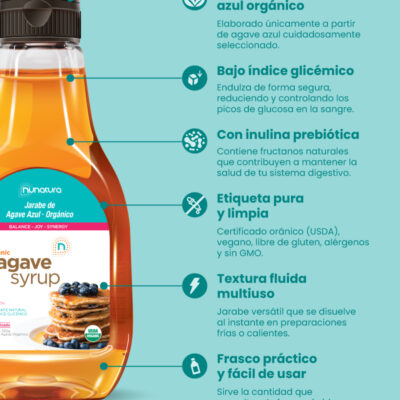 azul orgánico
Elaborado únicamente a partir
de agave azul cuidadosamente
seleccionado.
Bajo índice glicémico
Endulza de forma segura,
reduciendo y controlando los
picos de glucosa en la sangre.
Con inulina prebiótica
Contiene fructanos naturales
que contribuyen a mantener la
salud de tu sistema digestivo.
Etiqueta pura
y limpia
Certificado oránico (USDA),
vegano, libre de gluten, alérgenos
y sin GMO.
Textura fluida
multiuso
Jarabe versátil que se disuelve
al instante en preparaciones
frías o calientes.
Frasco práctico
y fácil de usar
Sirve la cantidad que
nunatura
Jarabe de
Agave Azul · Orgánico
BALANCE · JOY · SYNERGY
n
agave
syrup
USDA
ORGANIC